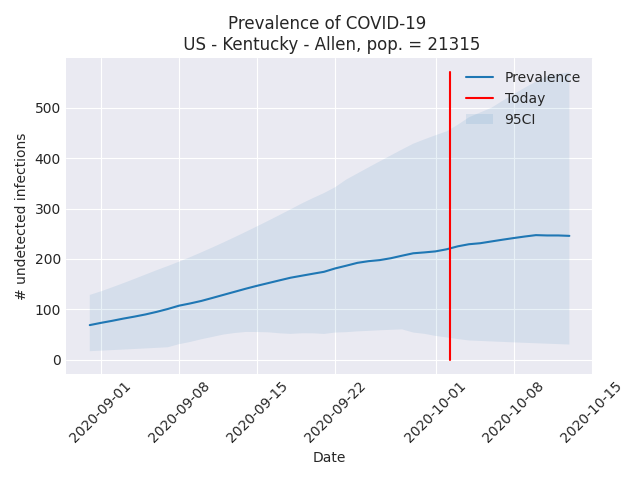 Prevalence of COVID-19
US - Kentucky - Allen, pop. = 21315
Prevalence
Today
95CI
# undetected infections
500
400
300
200
100
0
2020-09-01
2020-09-08
2020-09-15
2020-09-22
2020-10-01
2020-10-08
2020-10-15
Date